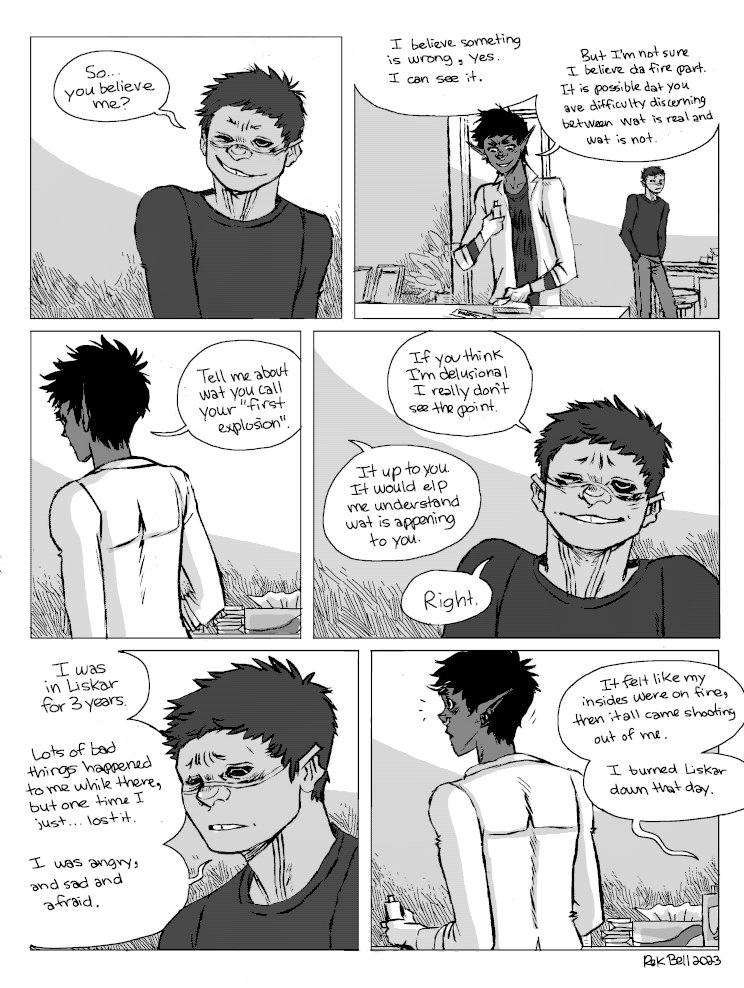 So...
you believe
me?
I believe someting
is wrong, yes.
I can see it.
But I'm not sure
I believe da fire part.
It is possible dat you
ave difficulty discerning
between wat is real and
wat is not.
Tell me about
wat you call
your "first
explosion".
If you think
I'm delusional
I really don't
see the point.
It up to you.
It would elp
me understand
wat is appening
to you.
Right.
I was
in Liskar
for 3 years.
Lots of bad
things happened
to me while there,
but one time I
just... lost it.
I was angry,
and sad and
afraid.
It felt like my
insides were on fire,
then it all came shooting
out of me.
I burned Liskar
down that day.
Bell 2023